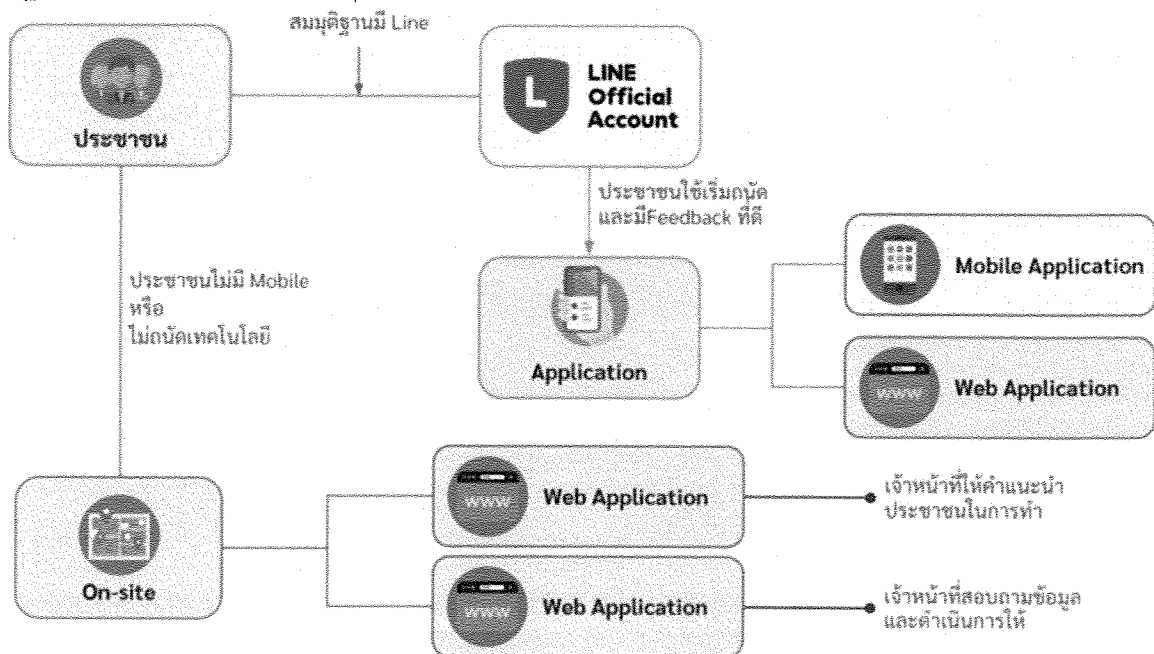 สมมุติฐานมี Line
ประชาชน
L
LINE
Official
Account
ประชาชนใช้เริ่มถนัด
และมีFeedback ที่ดี
ประชาชนไม่มี Mobile
หรือ
ไม่ถนัดเทคโนโลยี
Application
Mobile Application
www
Web Application
On-site
www
Web Application
เจ้าหน้าที่ให้คำแนะนำ
ประชาชนในการทำ
www
Web Application
เจ้าหน้าที่สอบถามข้อมูล
และดำเนินการให้